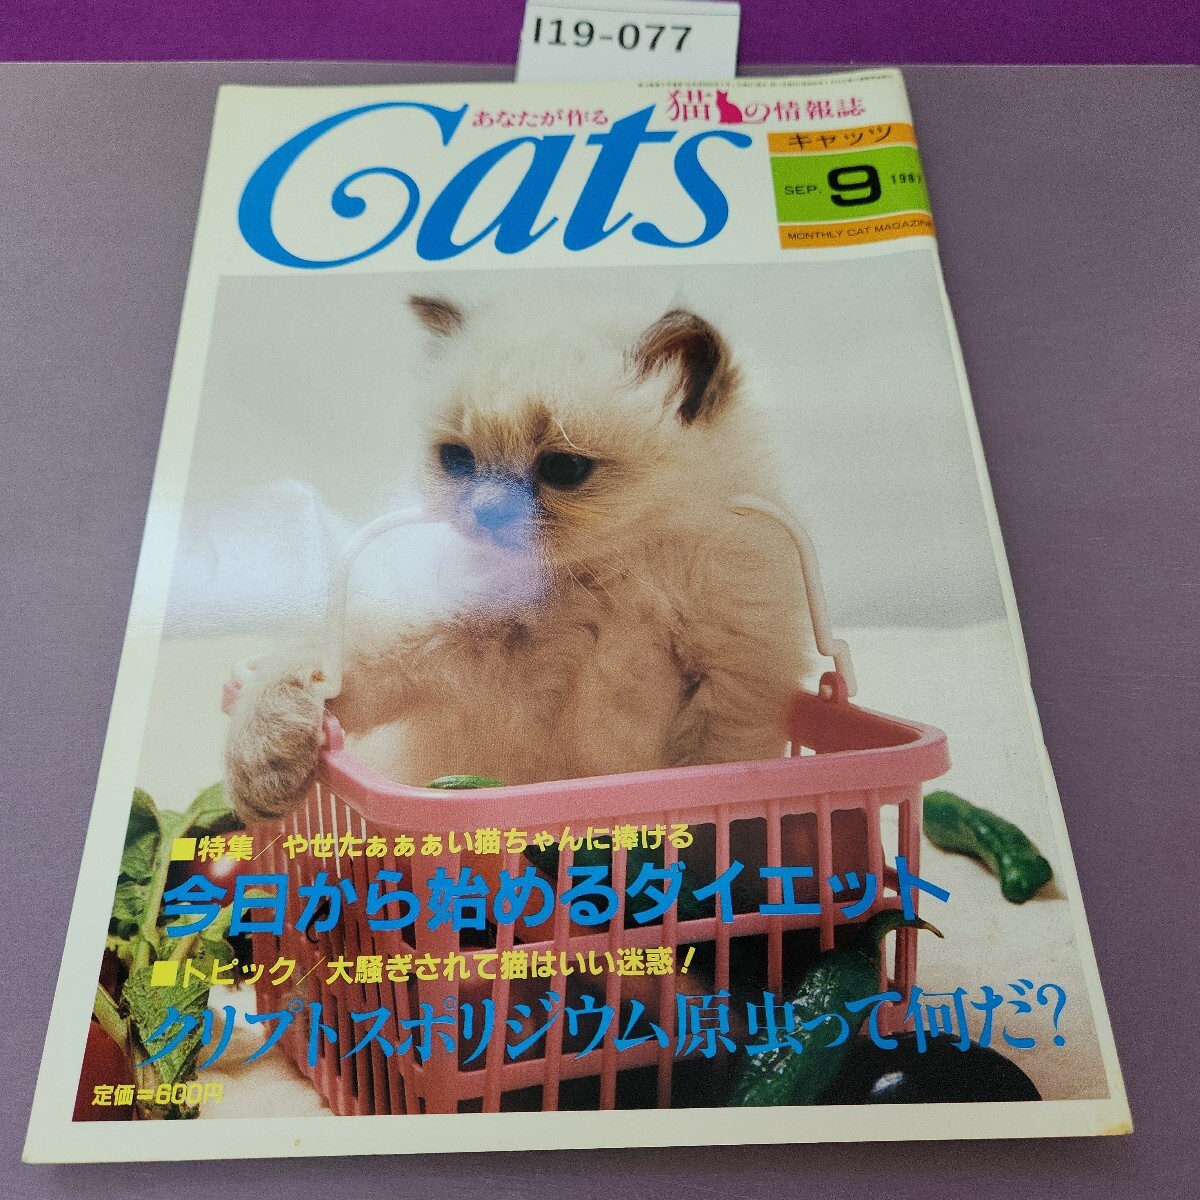 I19-077
あなたが作る
猫の情報誌
Cats
キャッツ
SEP. 9 198
MONTHLY CAT MAGAZINE
■特集/やせたぁぁぁい猫ちゃんに捧げる
今日から始めるダイエット
■トピック/大騒ぎされて猫はいい迷惑!
クリプトスポリジウム原虫って何だ?
定価=600円